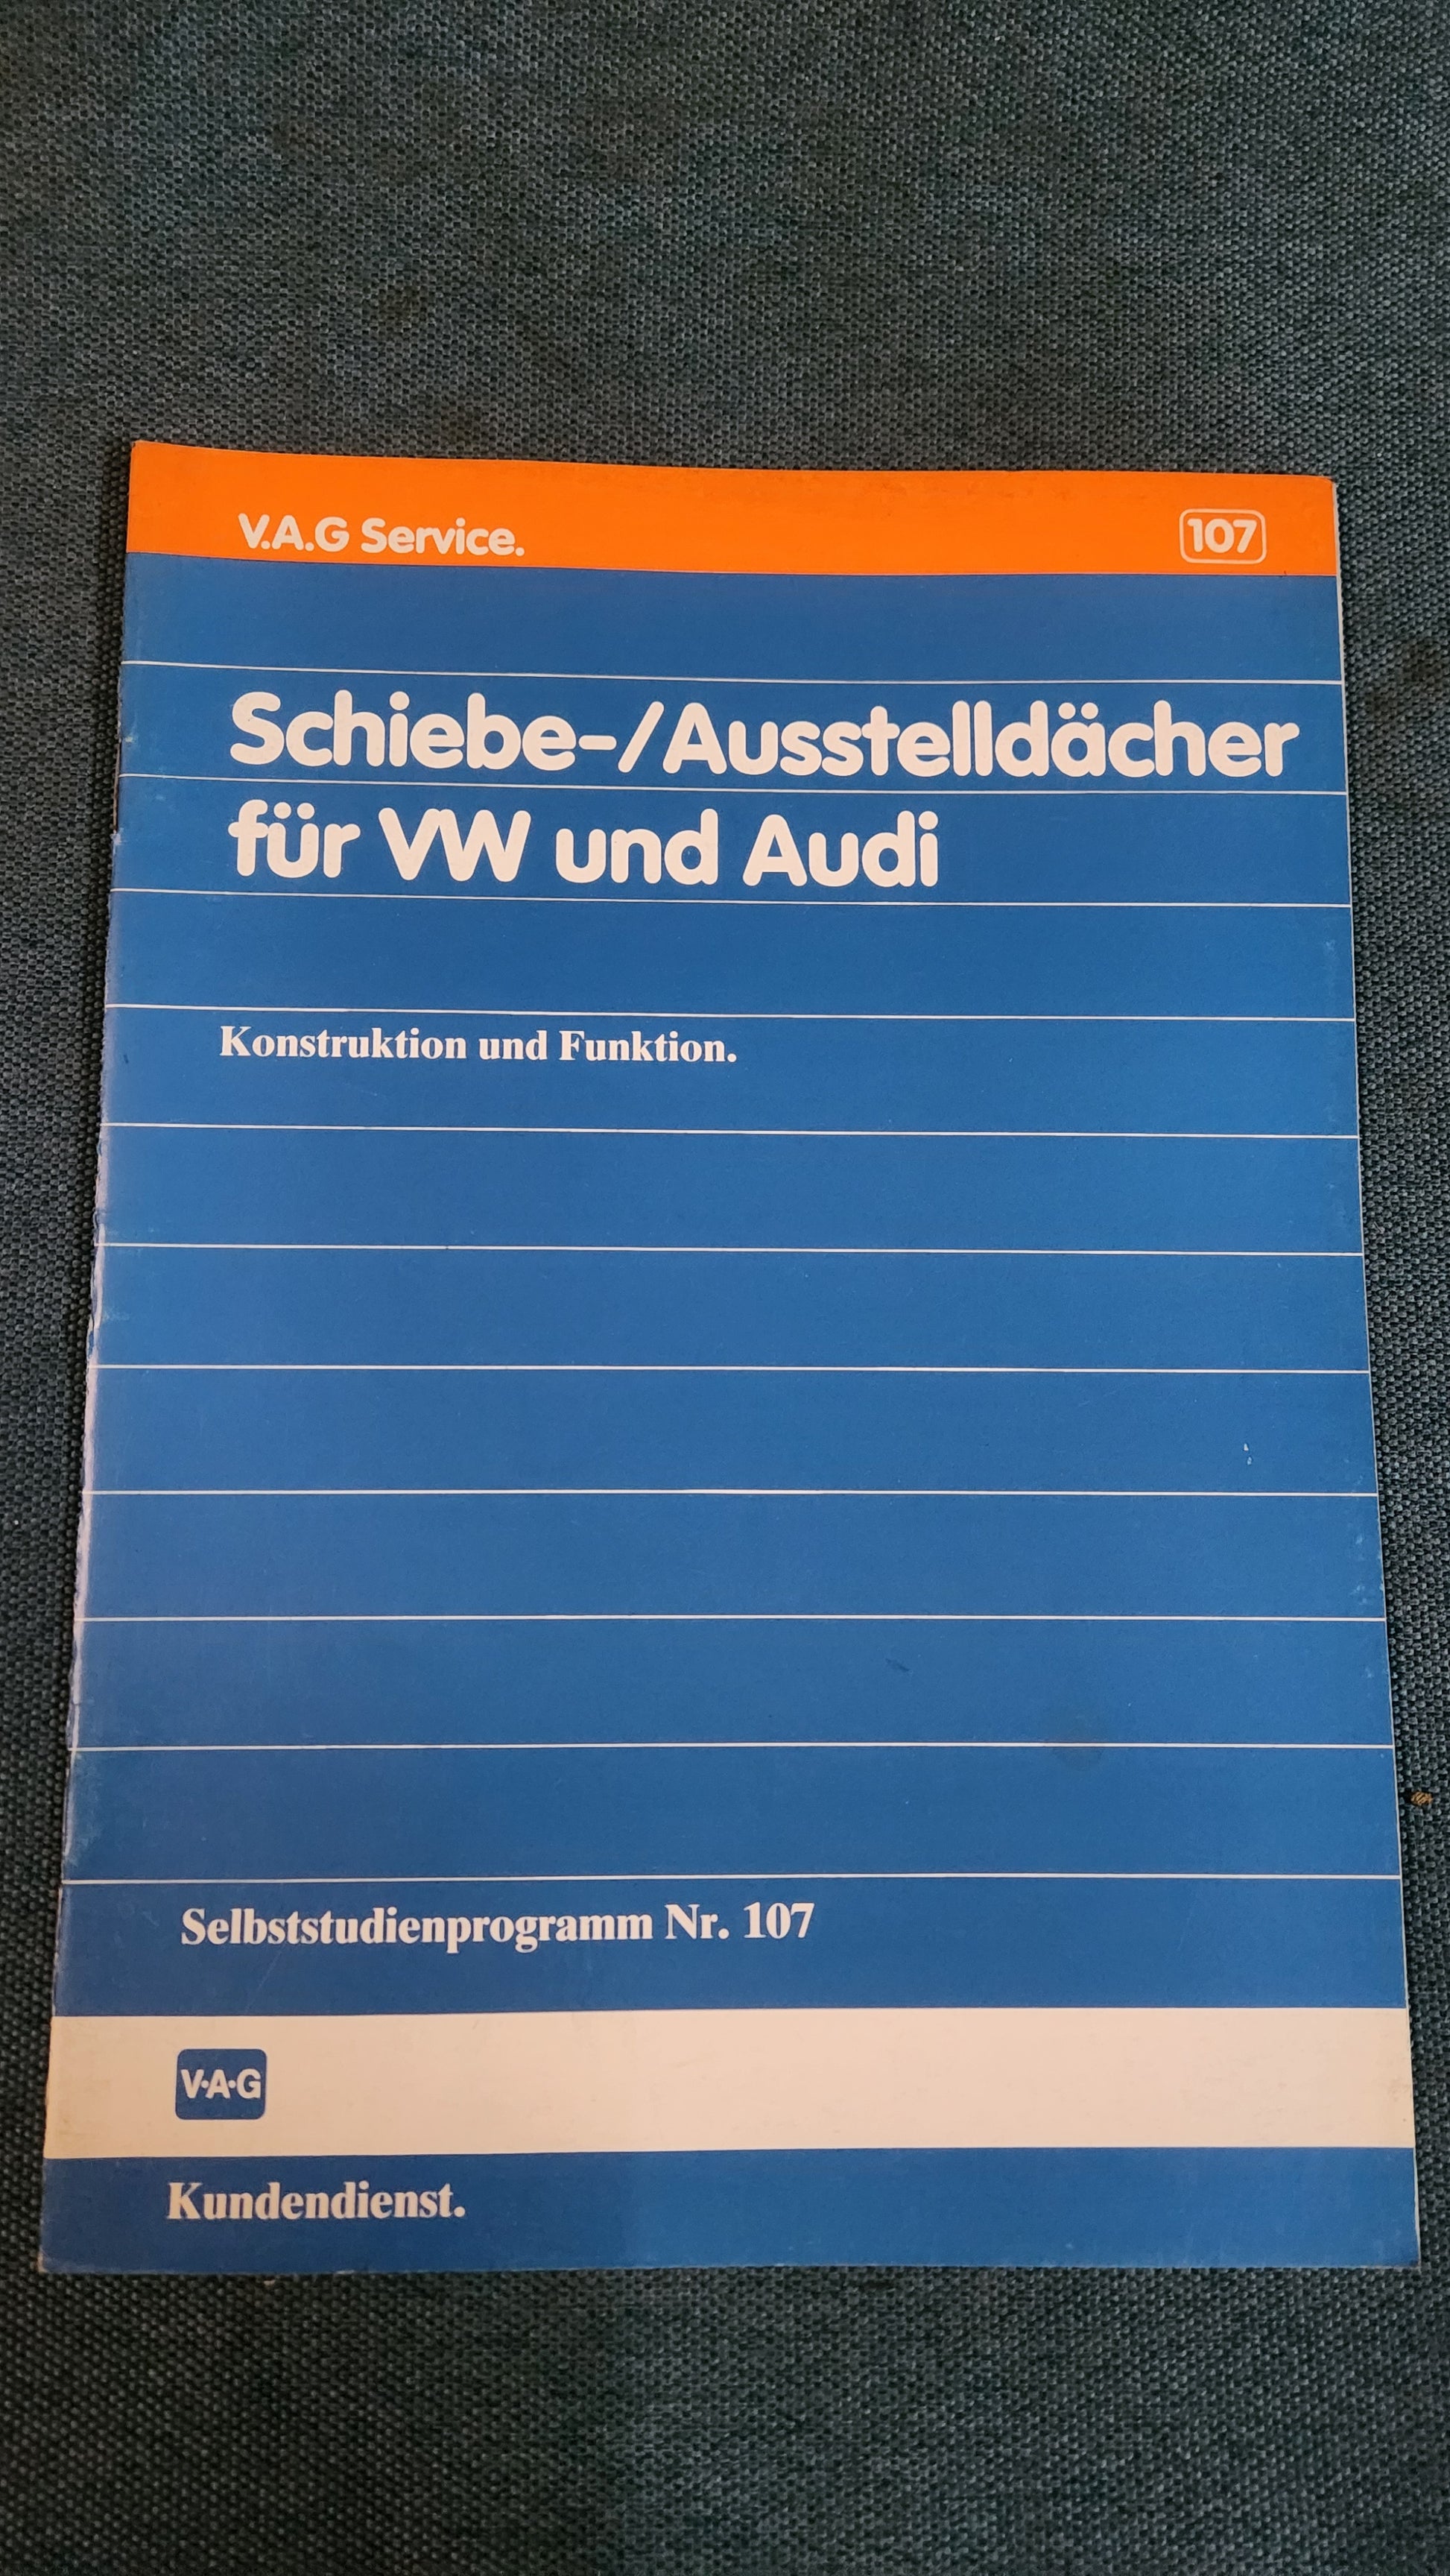 V.A.G Service.
107
Schiebe-/Ausstelldächer
für VW und Audi
Konstruktion und Funktion.
Selbststudienprogramm Nr. 107
V·A·G
Kundendienst.